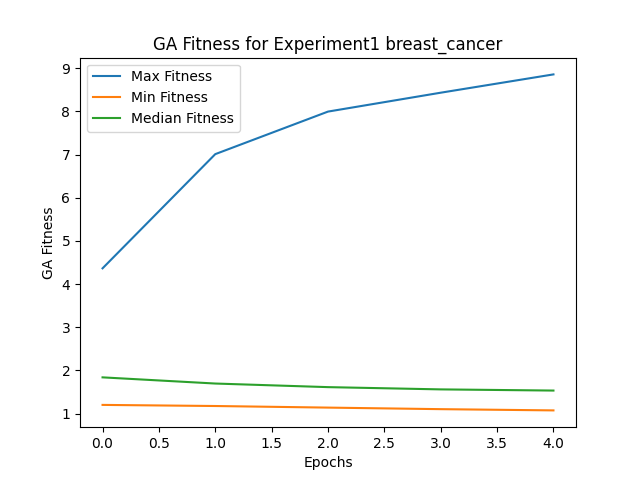 GA Fitness for Experiment1 breast_cancer
Max Fitness
Min Fitness
Median Fitness
GA Fitness
9
8
7
6
5
4
3
2
1
0.0 0.5 1.0 1.5 2.0 2.5 3.0 3.5 4.0
Epochs